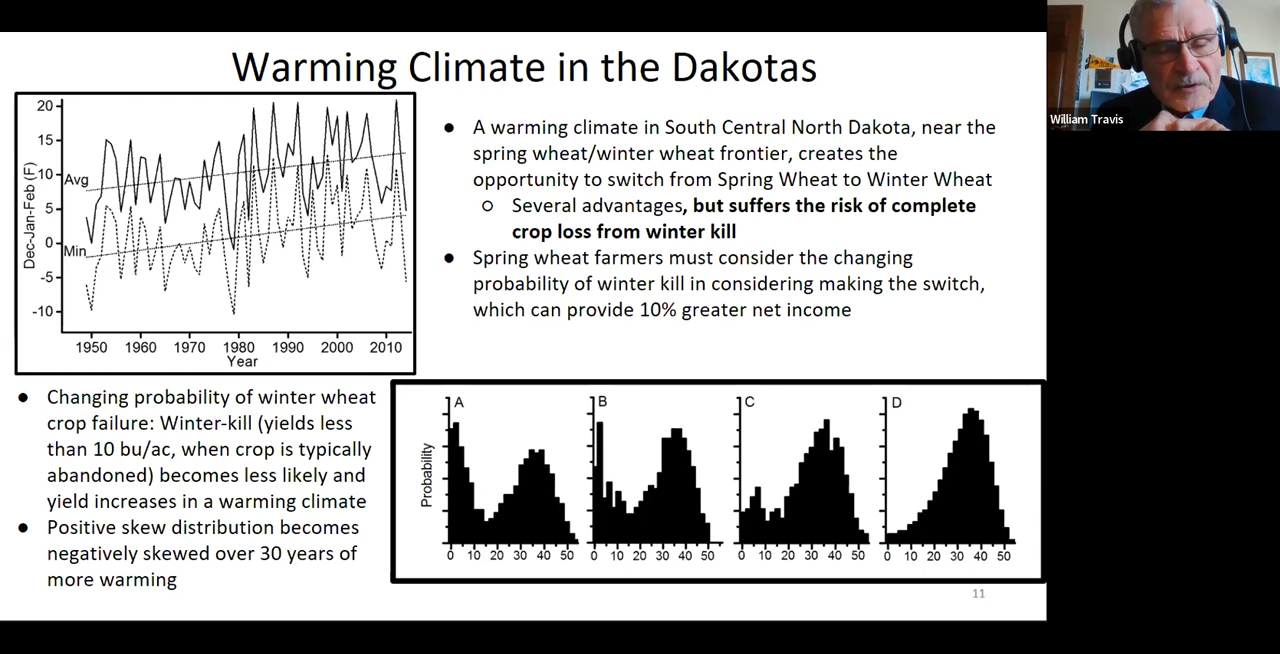 Warming Climate in the Dakotas
20
15
10
5
0
-5
-10
Dec-Jan-Feb (F)
Avg
Min
1950 1960 1970 1980 1990 2000 2010
Year
● A warming climate in South Central North Dakota, near the
spring wheat/winter wheat frontier, creates the
opportunity to switch from Spring Wheat to Winter Wheat
○ Several advantages, but suffers the risk of complete
crop loss from winter kill
● Spring wheat farmers must consider the changing
probability of winter kill in considering making the switch,
which can provide 10% greater net income
William Travis
● Changing probability of winter wheat
crop failure: Winter-kill (yields less
than 10 bu/ac, when crop is typically
abandoned) becomes less likely and
yield increases in a warming climate
● Positive skew distribution becomes
negatively skewed over 30 years of
more warming
Probability
A B C D
0 10 20 30 40 50 0 10 20 30 40 50 0 10 20 30 40 50 0 10 20 30 40 50
11